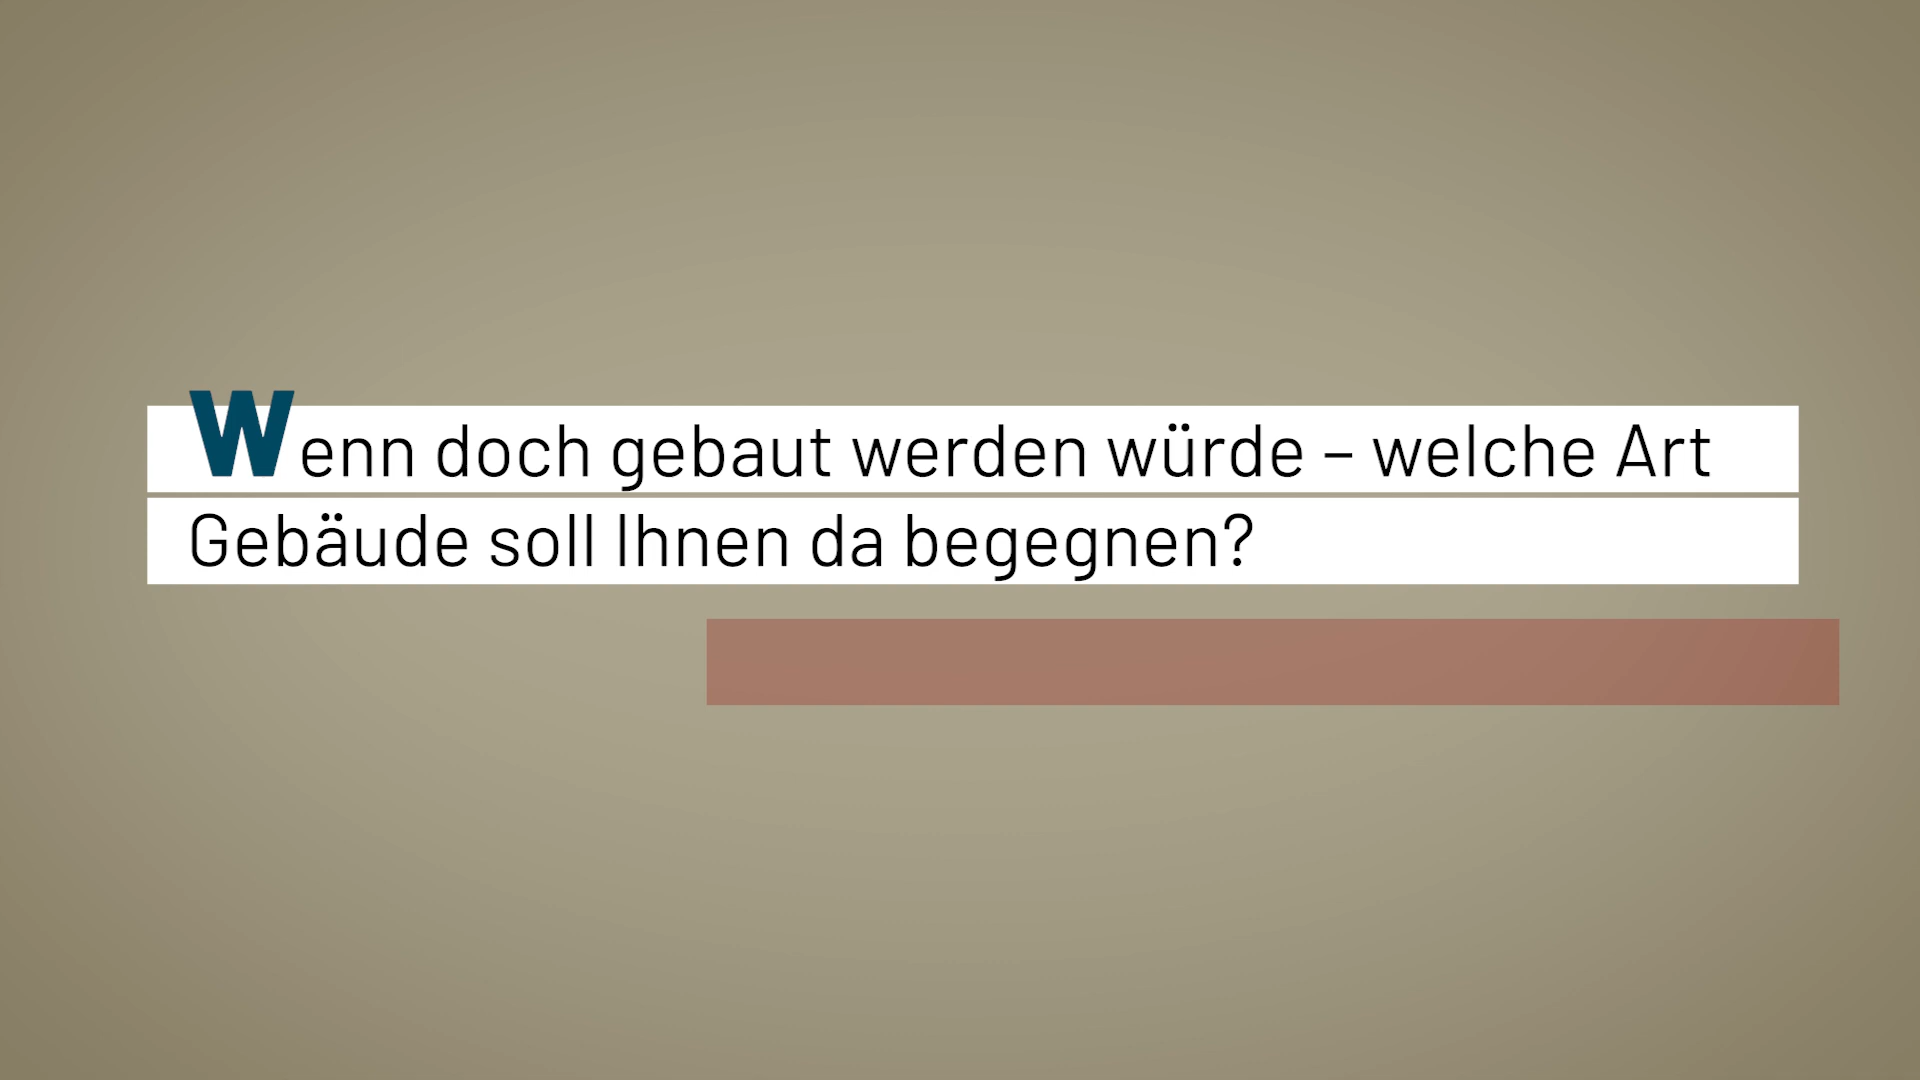 Wenn doch gebaut werden würde – welche Art
Gebäude soll Ihnen da begegnen?